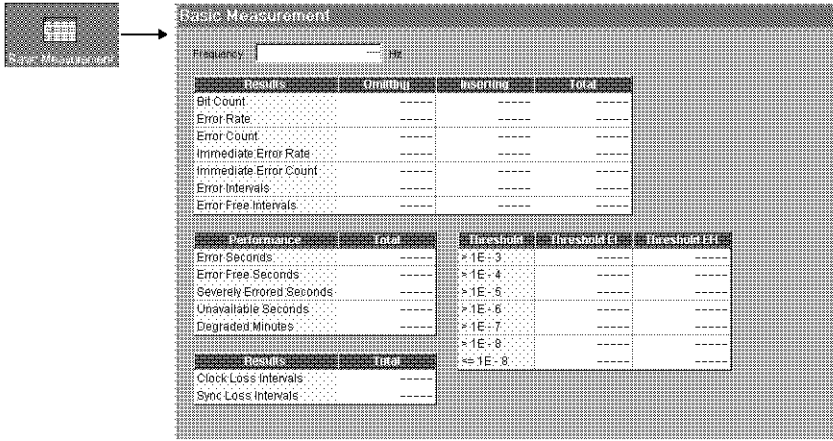 Basic Measurement
Basic Measurement
Frequency ---- Hz
Results Omitting Inserting Total
Bit Count ----- ----- -----
Error Rate ----- ----- -----
Error Count ----- ----- -----
Immediate Error Rate ----- ----- -----
Immediate Error Count ----- ----- -----
Error Intervals ----- ----- -----
Error Free Intervals ----- ----- -----
Performance Total
Error Seconds -----
Error Free Seconds -----
Severely Errored Seconds -----
Unavailable Seconds -----
Degraded Minutes -----
Threshold Threshold EI Threshold EFI
> 1E - 3 ----- -----
> 1E - 4 ----- -----
> 1E - 5 ----- -----
> 1E - 6 ----- -----
> 1E - 7 ----- -----
> 1E - 8 ----- -----
<= 1E - 8 ----- -----
Results Total
Clock Loss Intervals -----
Sync Loss Intervals -----